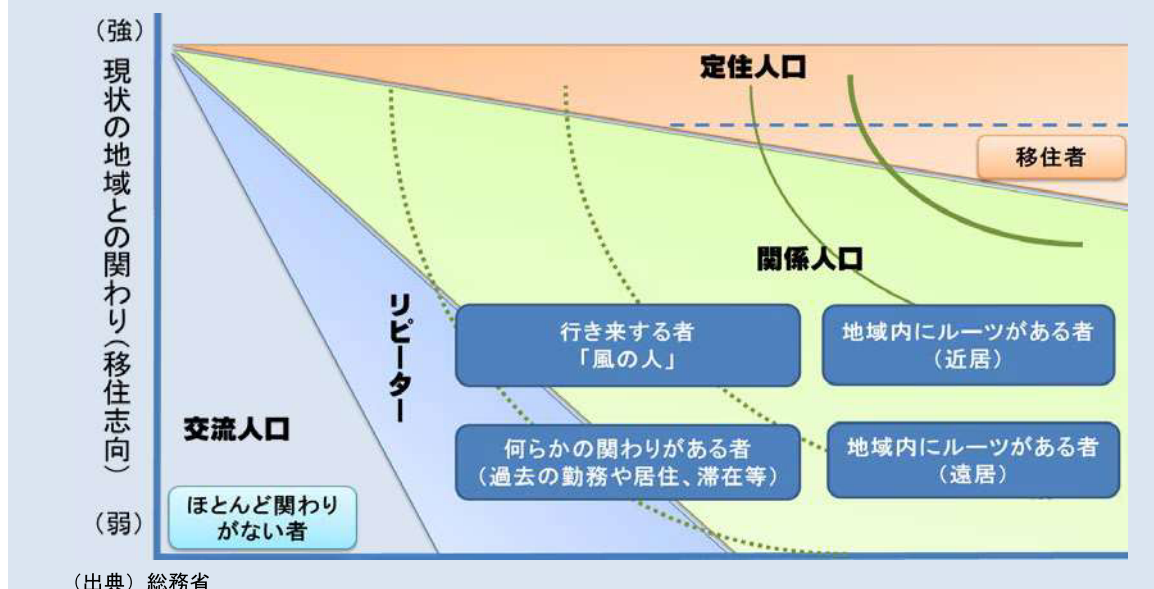 （強）
現状の地域との関わり（移住志向）
（弱）
定住人口
移住者
関係人口
リピーター
行き来する者
「風の人」
地域内にルーツがある者
（近居）
何らかの関わりがある者
（過去の勤務や居住、滞在等）
地域内にルーツがある者
（遠居）
交流人口
ほとんど関わり
がない者
（出典）総務省